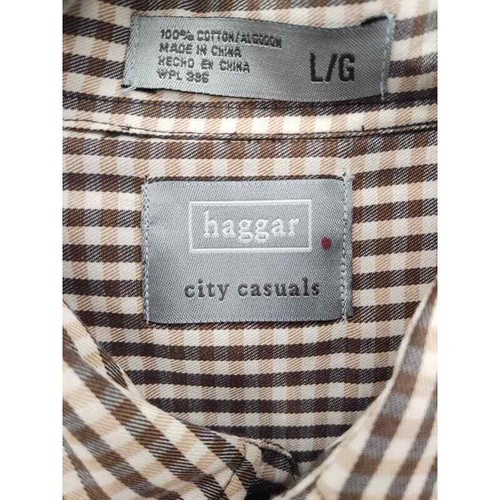 100% COTTON/ALGODON
MADE IN CHINA
HECHO EN CHINA
WPL 386
L/G
haggar
city casuals